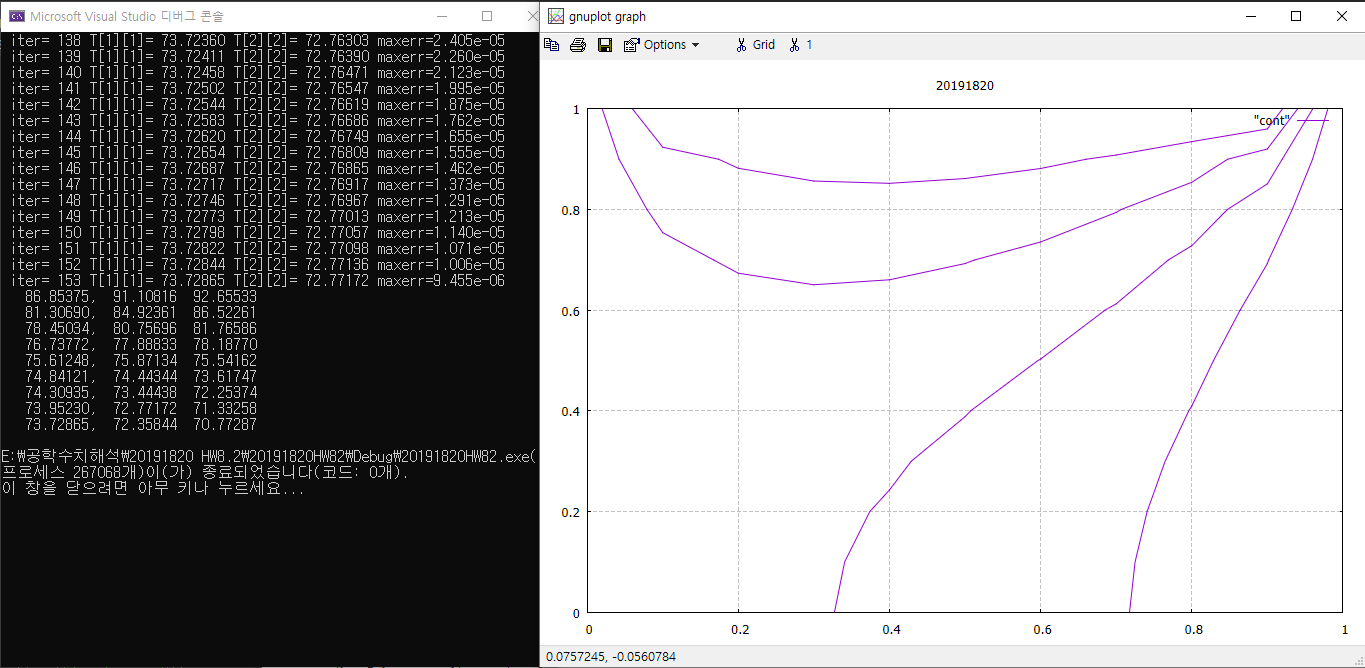 Microsoft Visual Studio 디버그 콘솔
iter= 138 T[1][1]= 73.72360 T[2][2]= 72.76303 maxerr=2.405e-05
iter= 139 T[1][1]= 73.72411 T[2][2]= 72.76390 maxerr=2.260e-05
iter= 140 T[1][1]= 73.72458 T[2][2]= 72.76471 maxerr=2.123e-05
iter= 141 T[1][1]= 73.72502 T[2][2]= 72.76547 maxerr=1.995e-05
iter= 142 T[1][1]= 73.72544 T[2][2]= 72.76619 maxerr=1.875e-05
iter= 143 T[1][1]= 73.72583 T[2][2]= 72.76686 maxerr=1.762e-05
iter= 144 T[1][1]= 73.72620 T[2][2]= 72.76749 maxerr=1.655e-05
iter= 145 T[1][1]= 73.72654 T[2][2]= 72.76809 maxerr=1.555e-05
iter= 146 T[1][1]= 73.72687 T[2][2]= 72.76865 maxerr=1.462e-05
iter= 147 T[1][1]= 73.72717 T[2][2]= 72.76917 maxerr=1.373e-05
iter= 148 T[1][1]= 73.72746 T[2][2]= 72.76967 maxerr=1.291e-05
iter= 149 T[1][1]= 73.72773 T[2][2]= 72.77013 maxerr=1.213e-05
iter= 150 T[1][1]= 73.72798 T[2][2]= 72.77057 maxerr=1.140e-05
iter= 151 T[1][1]= 73.72822 T[2][2]= 72.77098 maxerr=1.071e-05
iter= 152 T[1][1]= 73.72844 T[2][2]= 72.77136 maxerr=1.006e-05
iter= 153 T[1][1]= 73.72865 T[2][2]= 72.77172 maxerr=9.455e-06
86.85375, 91.10816 92.65533
81.30690, 84.92361 86.52261
78.45034, 80.75696 81.76586
76.73772, 77.88833 78.18770
75.61248, 75.87134 75.54162
74.84121, 74.44344 73.61747
74.30935, 73.44438 72.25374
73.95230, 72.77172 71.33258
73.72865, 72.35844 70.77287
E:₩공학수치해석₩20191820 HW8.2₩20191820HW82₩Debug₩20191820HW82.exe(
프로세스 267068개)이(가) 종료되었습니다(코드: 0개).
이 창을 닫으려면 아무 키나 누르세요...
gnuplot graph
Options Grid 1
20191820
"cont"
1
0.8
0.6
0.4
0.2
0
0 0.2 0.4 0.6 0.8 1
0.0757245, -0.0560784